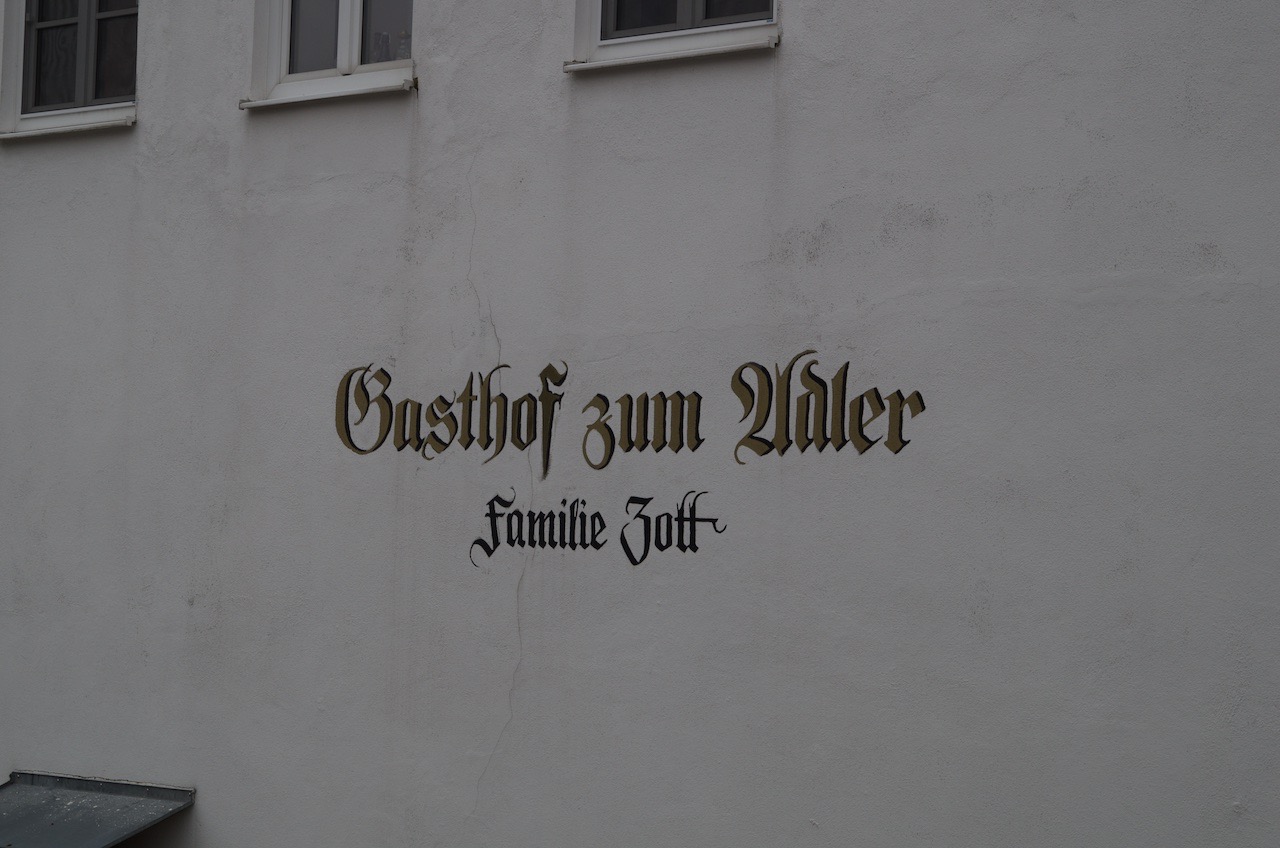 Gasthof zum Adler
Familie Zott